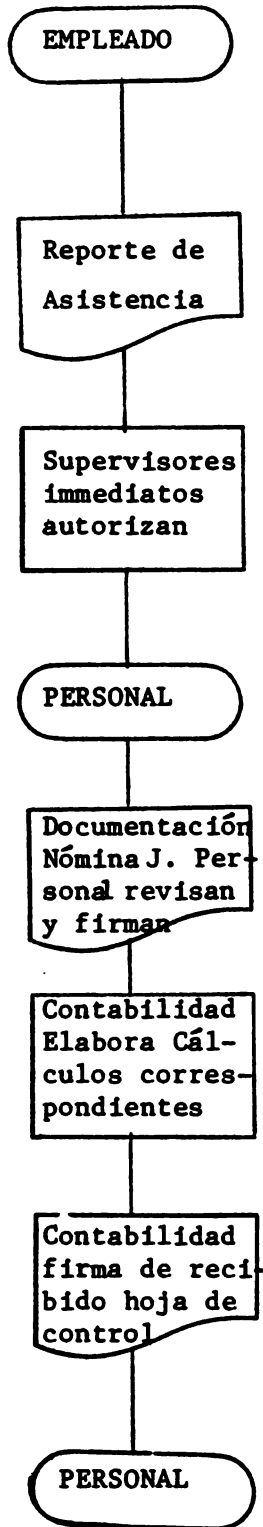 EMPLEADO
Reporte de
Asistencia
Supervisores
immediatos
autorizan
PERSONAL
Documentación
Nómina J. Per-
sonal revisan
y firman
Contabilidad
Elabora Cál-
culos corres-
pondientes
Contabilidad
firma de reci-
bido hoja de
control
PERSONAL